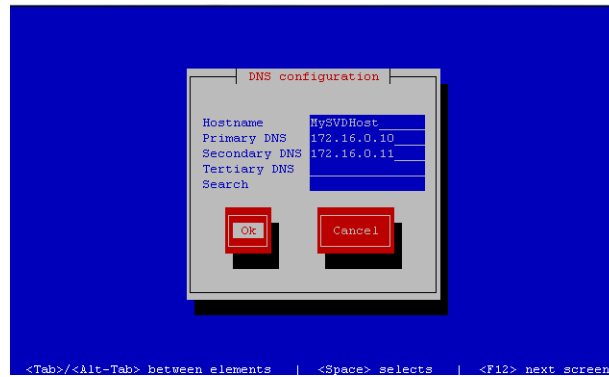 DNS configuration
Hostname MySVDHost
Primary DNS 172.16.0.10
Secondary DNS 172.16.0.11
Tertiary DNS
Search
Ok Cancel
<Tab>/<Alt-Tab> between elements | <Space> selects | <F12> next screen